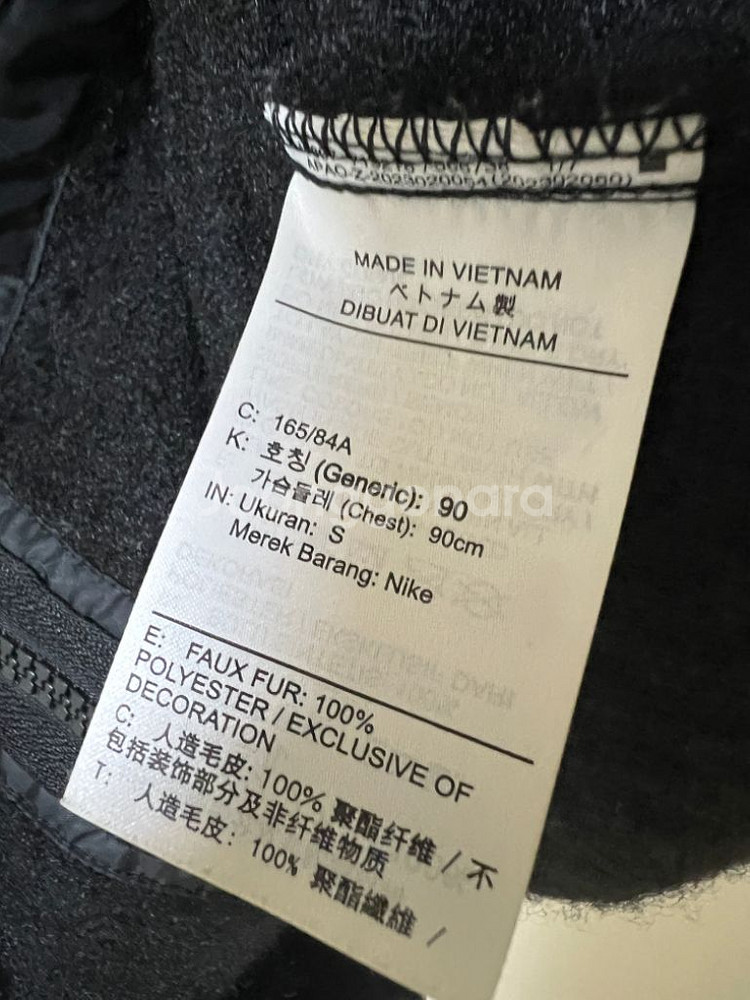 APAO-Z-2023020054
MADE IN VIETNAM
ベトナム製
DIBUAT DI VIETNAM
C: 165/84A
K: 호칭 (Generic): 90
가슴둘레 (Chest): 90cm
IN: Ukuran: S
Merek Barang: Nike
E: FAUX FUR: 100%
POLYESTER / EXCLUSIVE OF
DECORATION
C: 人造毛皮: 100% 聚酯纤维 / 不
包括装饰部分及非纤维物质
T: 人造毛皮: 100% 聚酯纖維 /